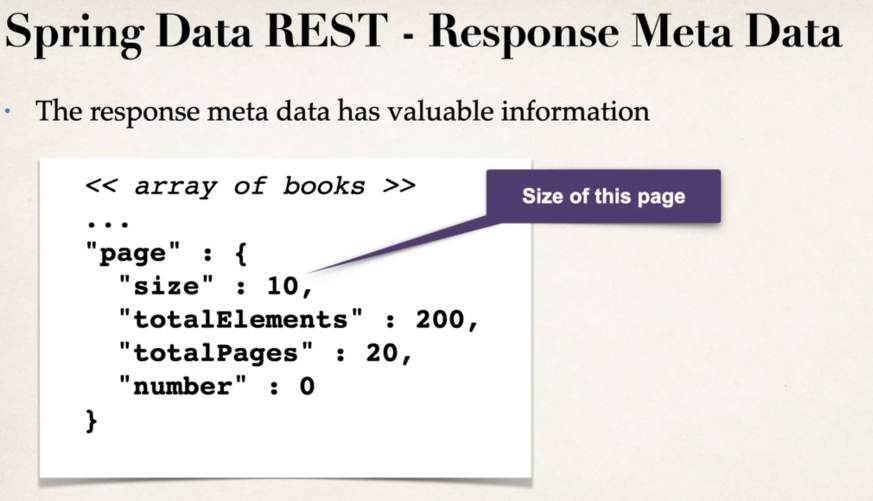 Spring Data REST - Response Meta Data
• The response meta data has valuable information
<< array of books >>
Size of this page
...
"page" : {
"size" : 10,
"totalElements" : 200,
"totalPages" : 20,
"number" : 0
}